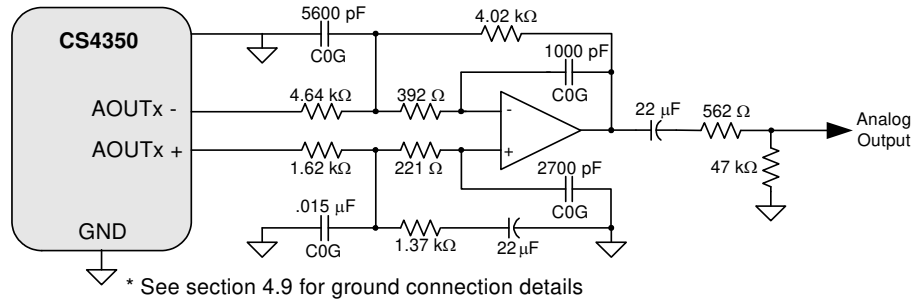 CS4350
5600 pF
C0G
4.02 kΩ
1000 pF
C0G
AOUTx -
4.64 kΩ
392 Ω
-
22 µF
562 Ω
Analog
Output
AOUTx +
1.62 kΩ
221 Ω
+
2700 pF
C0G
47 kΩ
.015 µF
C0G
1.37 kΩ
22µF
GND
* See section 4.9 for ground connection details